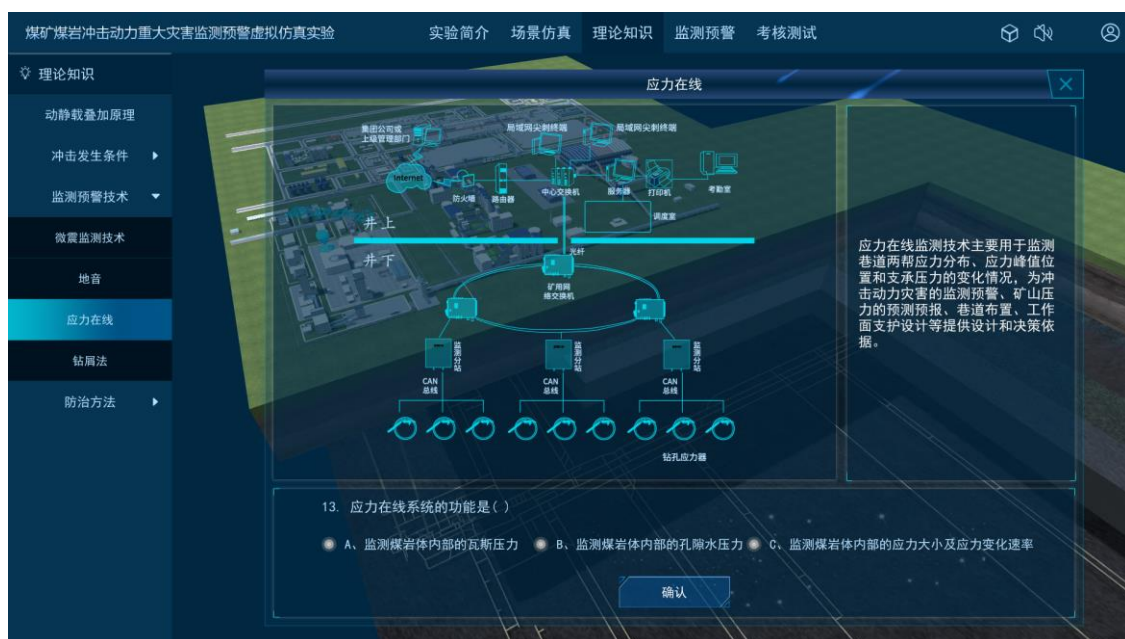 煤矿煤岩冲击动力重大灾害监测预警虚拟仿真实验
实验简介 场景仿真 理论知识 监测预警 考核测试
理论知识
动静载叠加原理
冲击发生条件
监测预警技术
微震监测技术
地音
应力在线
钻屑法
防治方法
应力在线
集团公司或
上级管理部门
局域网尖刺终端
局域网尖刺终端
Internet
防火墙
路由器
中心交换机
服务器
打印机
考勤室
调度室
井上
井下
光纤
矿用网
络交换机
监测分站
监测分站
监测分站
CAN
总线
CAN
总线
CAN
总线
钻孔应力器
应力在线监测技术主要用于监测
巷道两帮应力分布、应力峰值位
置和支承压力的变化情况，为冲
击动力灾害的监测预警、矿山压
力的预测预报、巷道布置、工作
面支护设计等提供设计和决策依
据。
13. 应力在线系统的功能是( )
A、监测煤岩体内部的瓦斯压力 B、监测煤岩体内部的孔隙水压力 C、监测煤岩体内部的应力大小及应力变化速率
确认